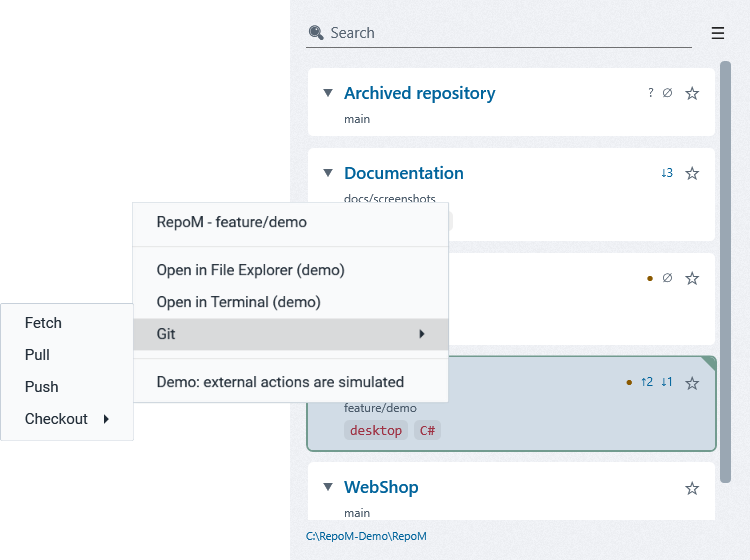 Search
Archived repository
?
main
Documentation
↓3
docs/screenshots
RepoM - feature/demo
Open in File Explorer (demo)
Open in Terminal (demo)
Git
Demo: external actions are simulated
Fetch
Pull
Push
Checkout
↑2 ↓1
feature/demo
desktop C#
WebShop
main
C:\RepoM-Demo\RepoM